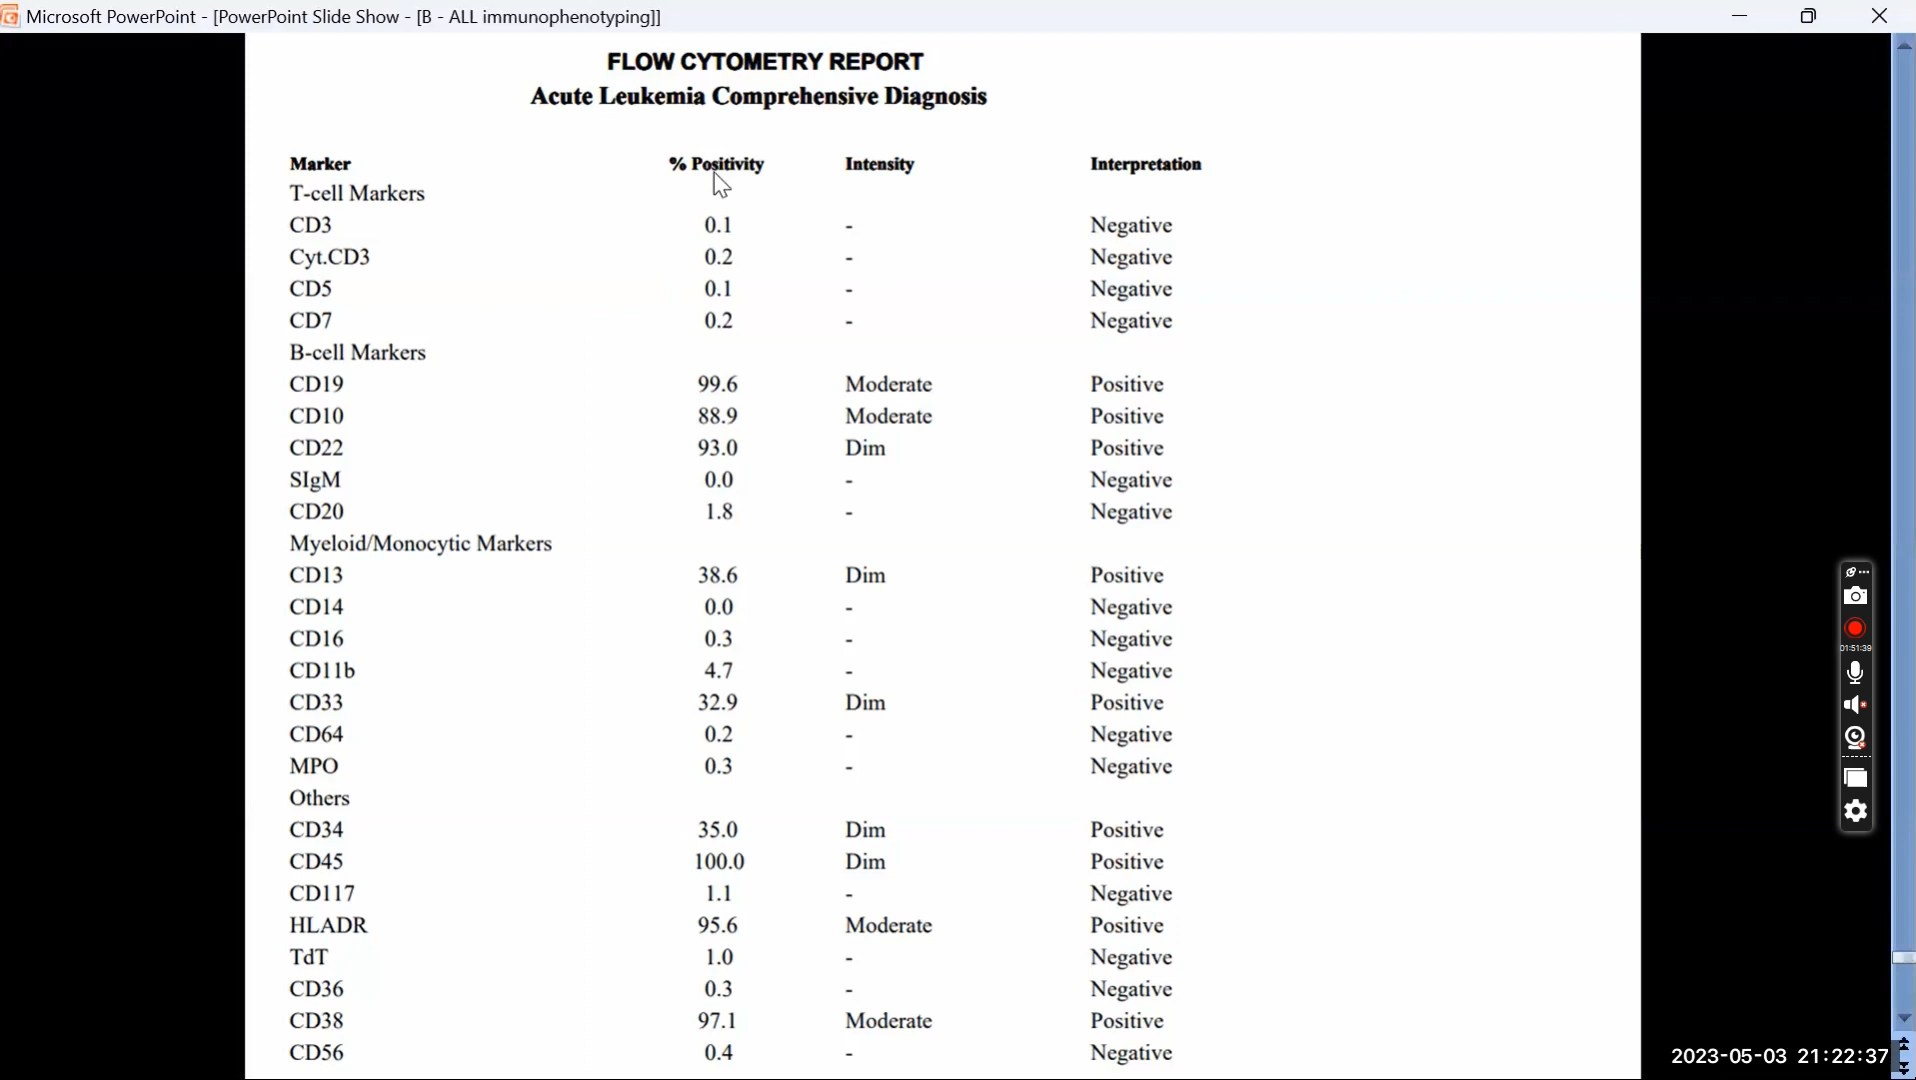 Microsoft PowerPoint - [PowerPoint Slide Show - [B - ALL immunophenotyping]]
FLOW CYTOMETRY REPORT
Acute Leukemia Comprehensive Diagnosis
Marker % Positivity Intensity Interpretation
T-cell Markers
CD3 0.1 - Negative
Cyt.CD3 0.2 - Negative
CD5 0.1 - Negative
CD7 0.2 - Negative
B-cell Markers
CD19 99.6 Moderate Positive
CD10 88.9 Moderate Positive
CD22 93.0 Dim Positive
SIgM 0.0 - Negative
CD20 1.8 - Negative
Myeloid/Monocytic Markers
CD13 38.6 Dim Positive
CD14 0.0 - Negative
CD16 0.3 - Negative
CD11b 4.7 - Negative
CD33 32.9 Dim Positive
CD64 0.2 - Negative
MPO 0.3 - Negative
Others
CD34 35.0 Dim Positive
CD45 100.0 Dim Positive
CD117 1.1 - Negative
HLADR 95.6 Moderate Positive
TdT 1.0 - Negative
CD36 0.3 - Negative
CD38 97.1 Moderate Positive
CD56 0.4 - Negative
01:51:39
2023-05-03 21:22:37